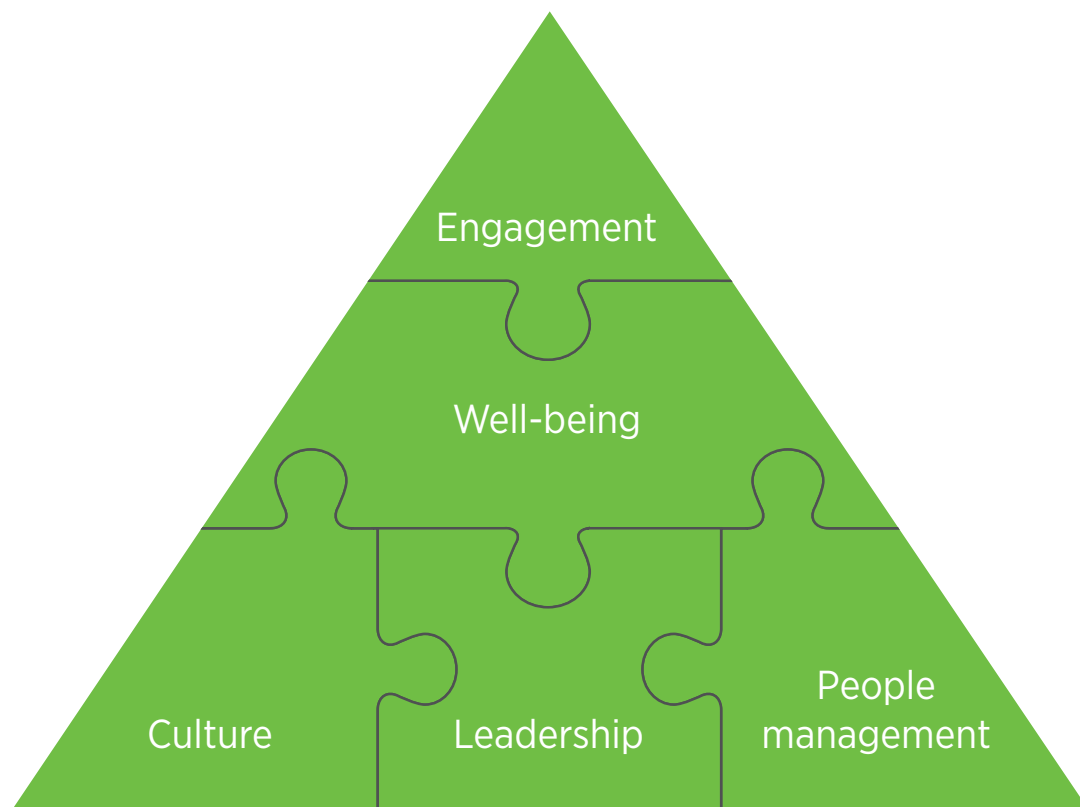 Engagement
Well-being
Culture
Leadership
People
management